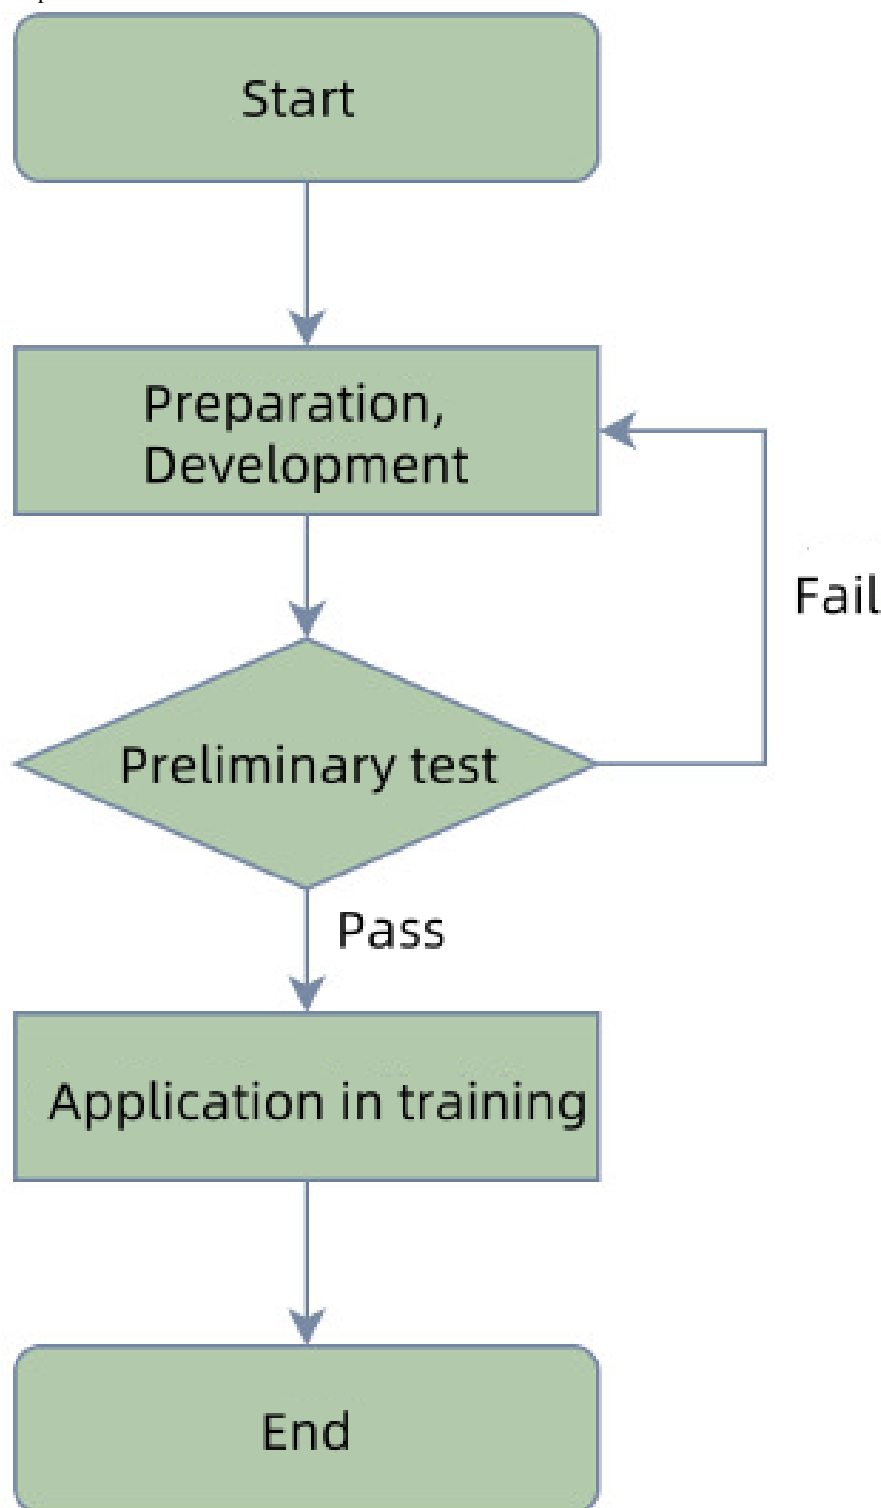 Start
Preparation,
Development
Fail
Preliminary test
Pass
Application in training
End